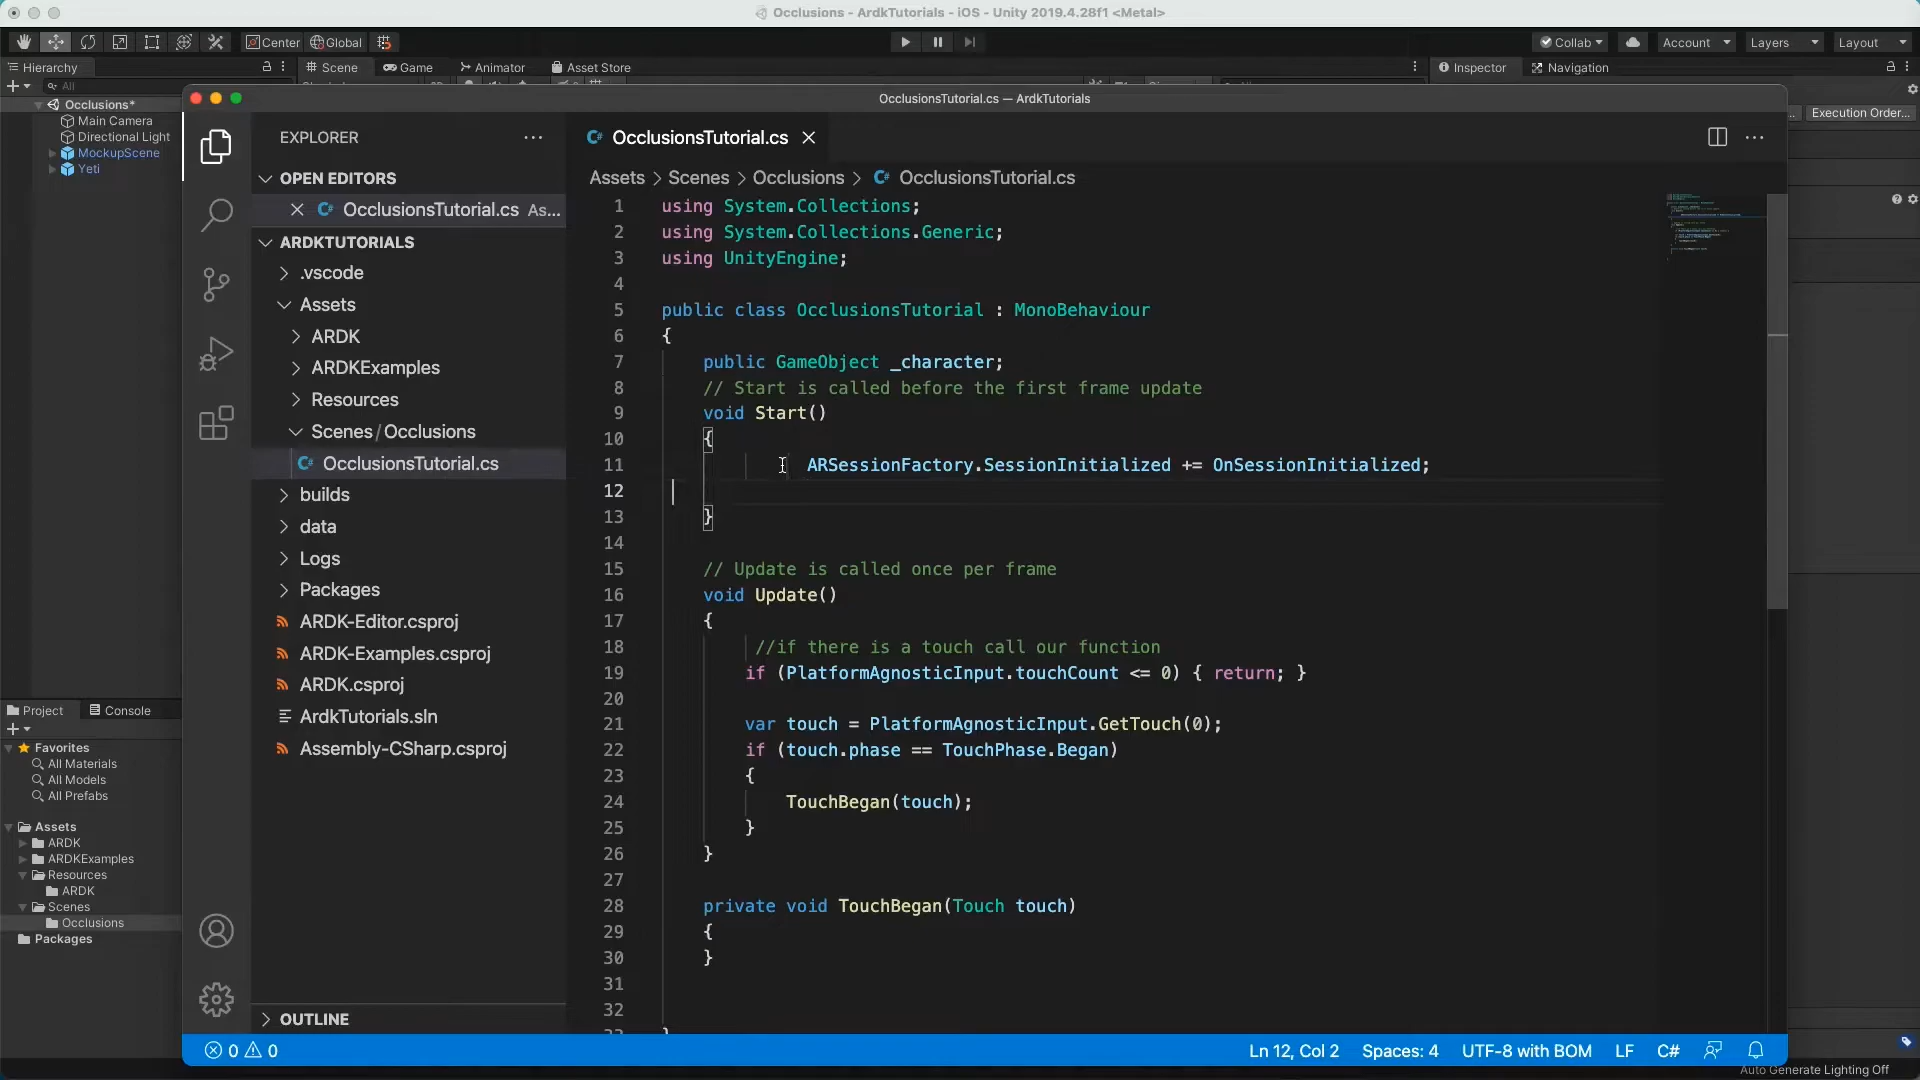 Occlusions - ArdkTutorials - iOS - Unity 2019.4.28f1 <Metal>
Center Global Collab Account Layers Layout
Hierarchy Scene Game Animator Asset Store Inspector Navigation
All
Occlusions*
Main Camera
Directional Light
MockupScene
Yeti
Execution Order...
OcclusionsTutorial.cs — ArdkTutorials
EXPLORER
OPEN EDITORS
OcclusionsTutorial.cs As...
ARDKTUTORIALS
.vscode
Assets
ARDK
ARDKExamples
Resources
Scenes/Occlusions
OcclusionsTutorial.cs
builds
data
Logs
Packages
ARDK-Editor.csproj
ARDK-Examples.csproj
ARDK.csproj
ArdkTutorials.sln
Assembly-CSharp.csproj
OUTLINE
OcclusionsTutorial.cs
Assets > Scenes > Occlusions > OcclusionsTutorial.cs
1 using System.Collections;
2 using System.Collections.Generic;
3 using UnityEngine;
4
5 public class OcclusionsTutorial : MonoBehaviour
6 {
7 public GameObject _character;
8 // Start is called before the first frame update
9 void Start()
10 {
11 ARSessionFactory.SessionInitialized += OnSessionInitialized;
12
13 }
14
15 // Update is called once per frame
16 void Update()
17 {
18 //if there is a touch call our function
19 if (PlatformAgnosticInput.touchCount <= 0) { return; }
20
21 var touch = PlatformAgnosticInput.GetTouch(0);
22 if (touch.phase == TouchPhase.Began)
23 {
24 TouchBegan(touch);
25 }
26 }
27
28 private void TouchBegan(Touch touch)
29 {
30 }
31
32
Project Console
Favorites
All Materials
All Models
All Prefabs
Assets
ARDK
ARDKExamples
Resources
ARDK
Scenes
Occlusions
Packages
0 0 Ln 12, Col 2 Spaces: 4 UTF-8 with BOM LF C#
Auto Generate Lighting Off